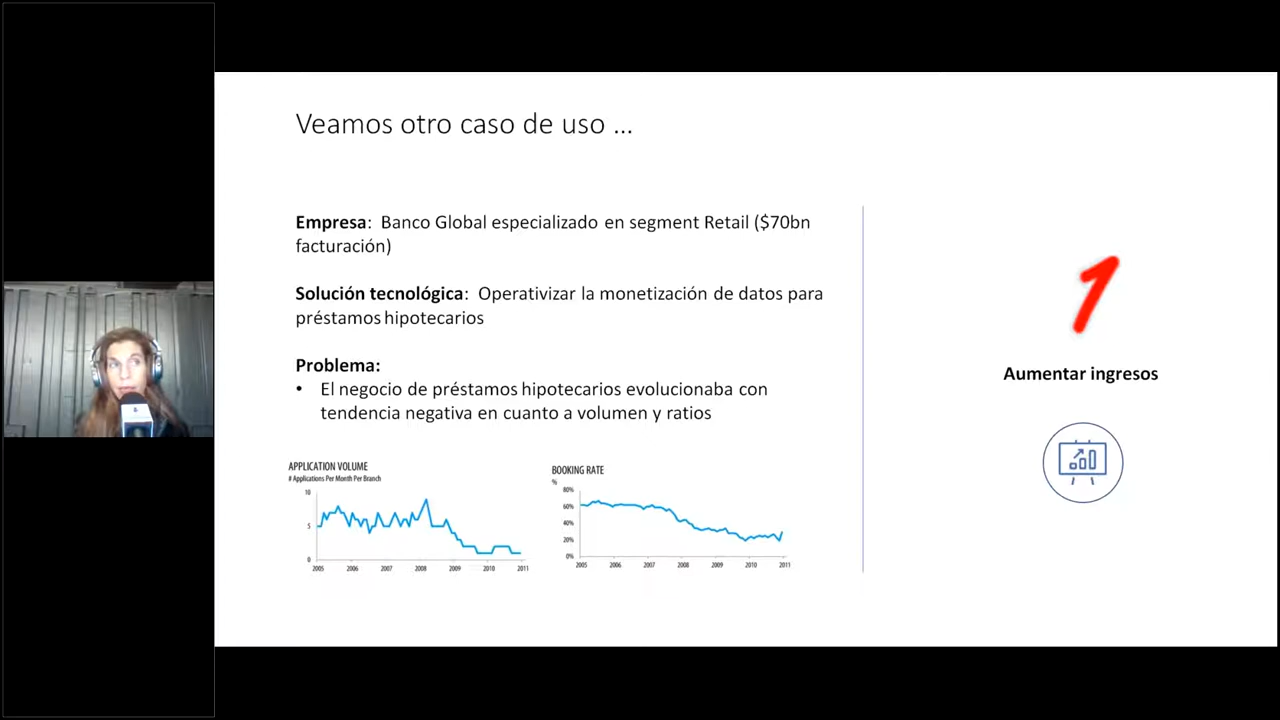 Veamos otro caso de uso ...
Empresa:  Banco Global especializado en segment Retail ($70bn
facturación)
Solución tecnológica:  Operativizar la monetización de datos para
préstamos hipotecarios
Problema:
• El negocio de préstamos hipotecarios evolucionaba con
tendencia negativa en cuanto a volumen y ratios
1
Aumentar ingresos
APPLICATION VOLUME
# Applications Per Month Per Branch
10
5
0
2005 2006 2007 2008 2009 2010 2011
BOOKING RATE
%
80%
60%
40%
20%
0%
2005 2006 2007 2008 2009 2010 2011